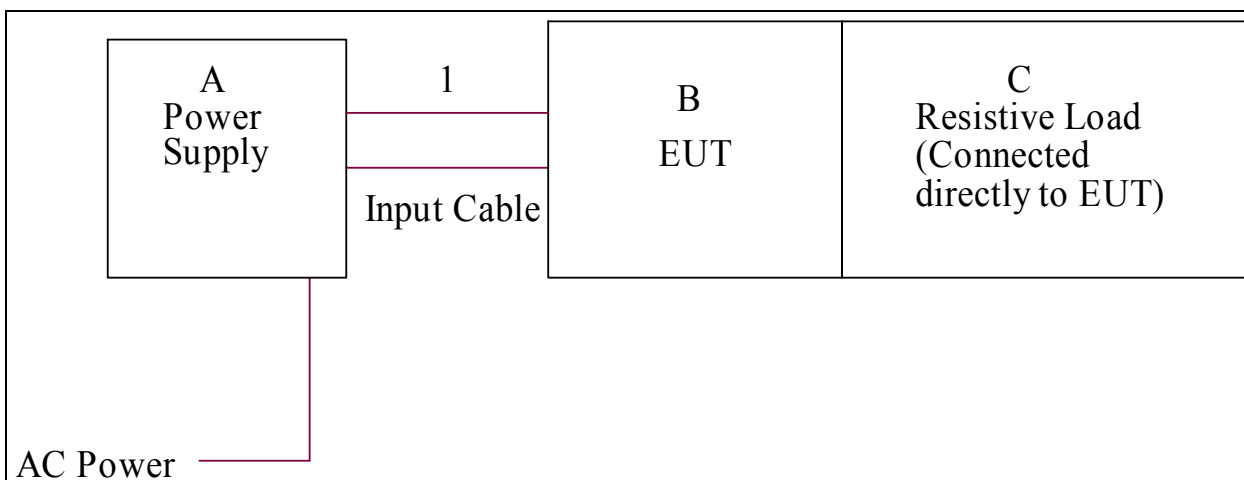 A
Power
Supply
1
Input Cable
B
EUT
C
Resistive Load
(Connected
directly to EUT)
AC Power